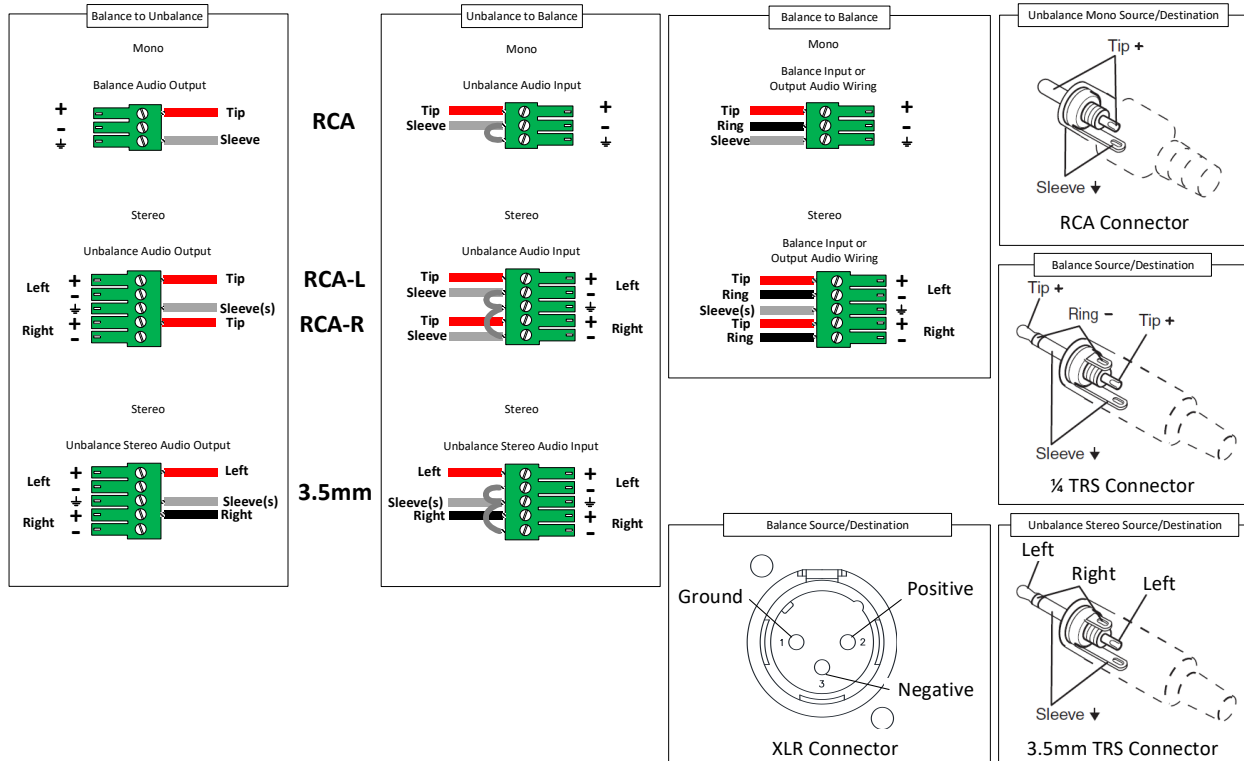 Balance to Unbalance
Mono
Balance Audio Output
+
-
Tip
Sleeve
Stereo
Unbalance Audio Output
Left
Right
+
-
+
-
Tip
Sleeve(s)
Tip
Stereo
Unbalance Stereo Audio Output
Left
Right
+
-
+
-
Left
Sleeve(s)
Right
RCA
RCA-L
RCA-R
3.5mm
Unbalance to Balance
Mono
Unbalance Audio Input
Tip
Sleeve
+
-
Stereo
Unbalance Audio Input
Tip
Sleeve
Tip
Sleeve
+
-
+
-
Left
Right
Stereo
Unbalance Stereo Audio Input
Left
Sleeve(s)
Right
+
-
+
-
Left
Right
Balance to Balance
Mono
Balance Input or
Output Audio Wiring
Tip
Ring
Sleeve
+
-
Stereo
Balance Input or
Output Audio Wiring
Tip
Ring
Sleeve(s)
Tip
Ring
+
-
+
-
Left
Right
Unbalance Mono Source/Destination
Tip +
Sleeve
RCA Connector
Balance Source/Destination
Tip +
Ring −
Tip +
Sleeve
¼ TRS Connector
Balance Source/Destination
Ground
Positive
1
2
3
Negative
XLR Connector
Unbalance Stereo Source/Destination
Left
Right
Left
Sleeve
3.5mm TRS Connector